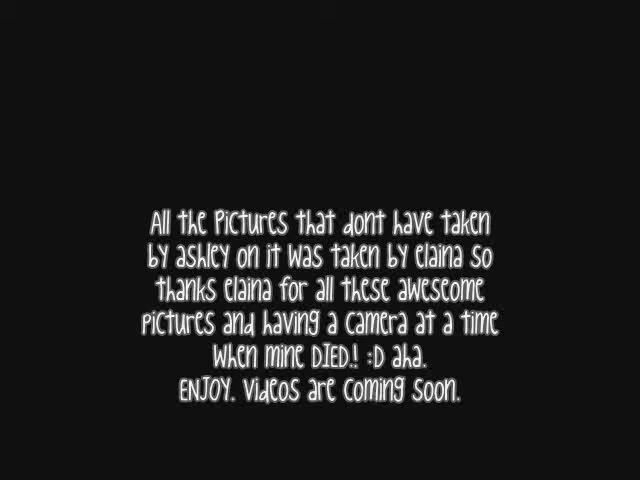 All the Pictures that dont have taken
by ashley on it was taken by elaina so
thanks elaina for all these aweseome
pictures and having a camera at a time
when mine DIED.! :D aha.
ENJOY. Videos are coming soon.